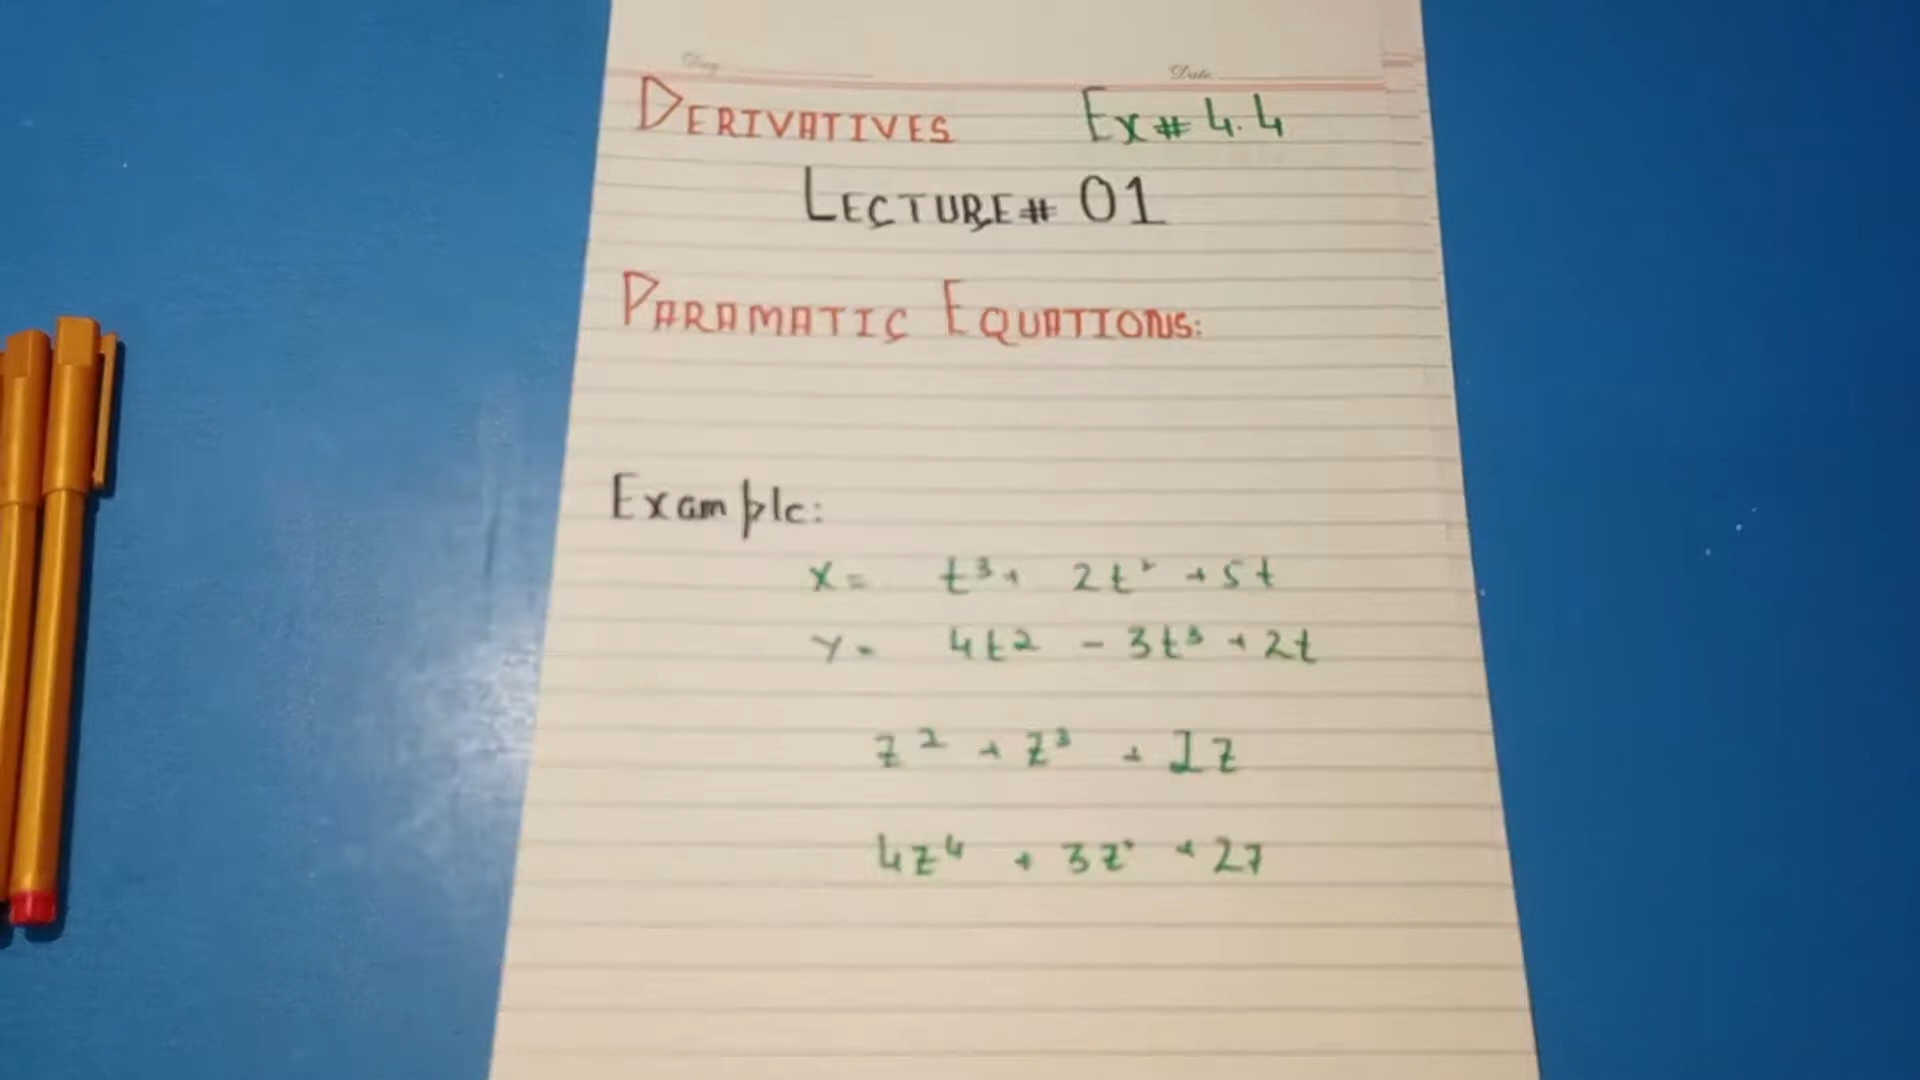 Day Date
DERIVATIVES Ex # 4.4
LECTURE # 01
PARAMATIC EQUATIONS:
Example:
x = t³ + 2t² + 5t
y = 4t² - 3t³ + 2t
z² + z³ + 2z
4z⁴ + 3z² + 2z